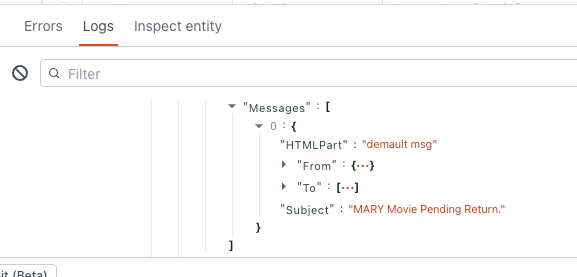 Errors Logs Inspect entity
Filter
"Messages" : [
0 : {
"HTMLPart" : "demault msg"
"From" : {...}
"To" : [...]
"Subject" : "MARY Movie Pending Return."
}
]
it (Beta)